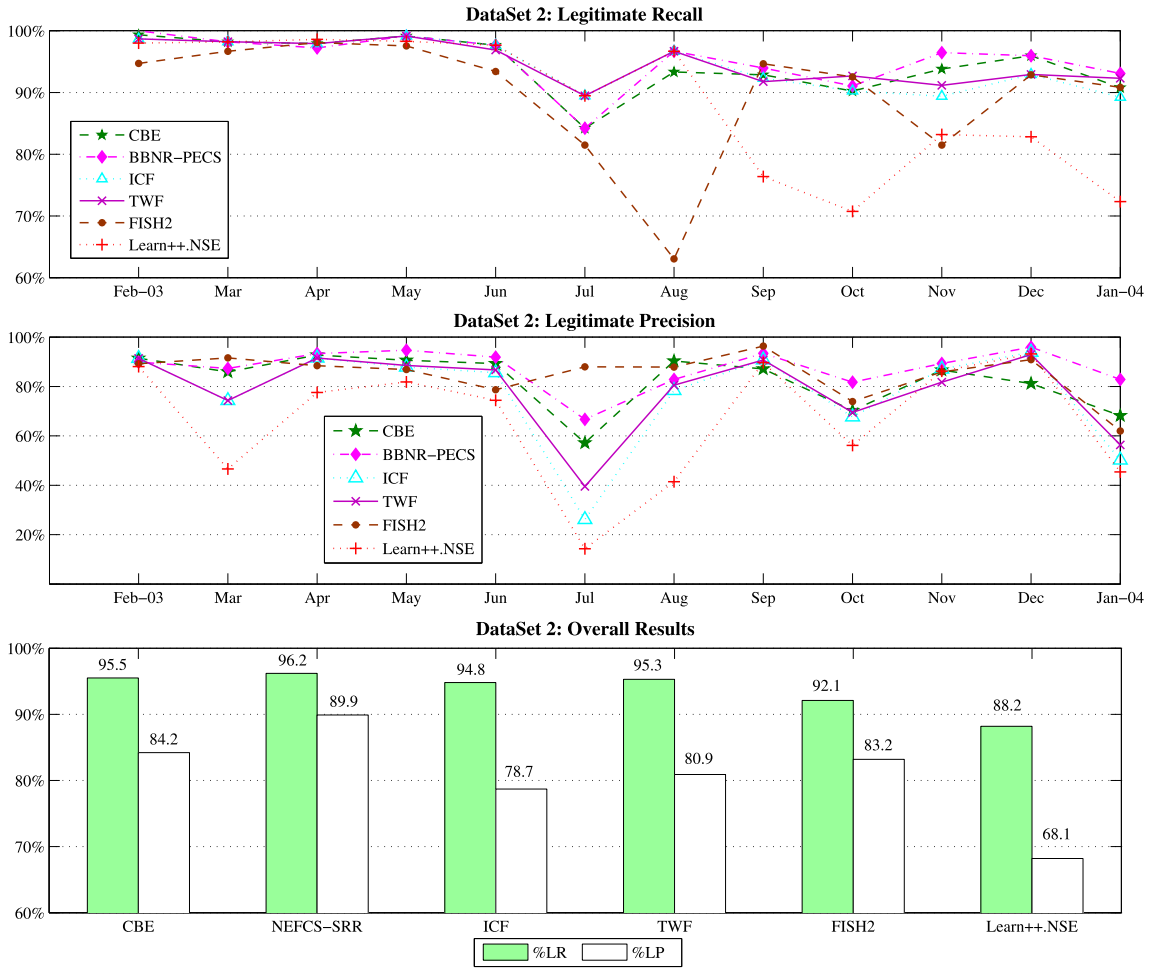 DataSet 2: Legitimate Recall
100%
90%
80%
70%
60%
CBE
BBNR−PECS
ICF
TWF
FISH2
Learn++.NSE
Feb−03 Mar Apr May Jun Jul Aug Sep Oct Nov Dec Jan−04
DataSet 2: Legitimate Precision
100%
80%
60%
40%
20%
CBE
BBNR−PECS
ICF
TWF
FISH2
Learn++.NSE
Feb−03 Mar Apr May Jun Jul Aug Sep Oct Nov Dec Jan−04
DataSet 2: Overall Results
100%
90%
80%
70%
60%
95.5 84.2 96.2 89.9 94.8 78.7 95.3 80.9 92.1 83.2 88.2 68.1
CBE NEFCS−SRR ICF TWF FISH2 Learn++.NSE
%LR %LP